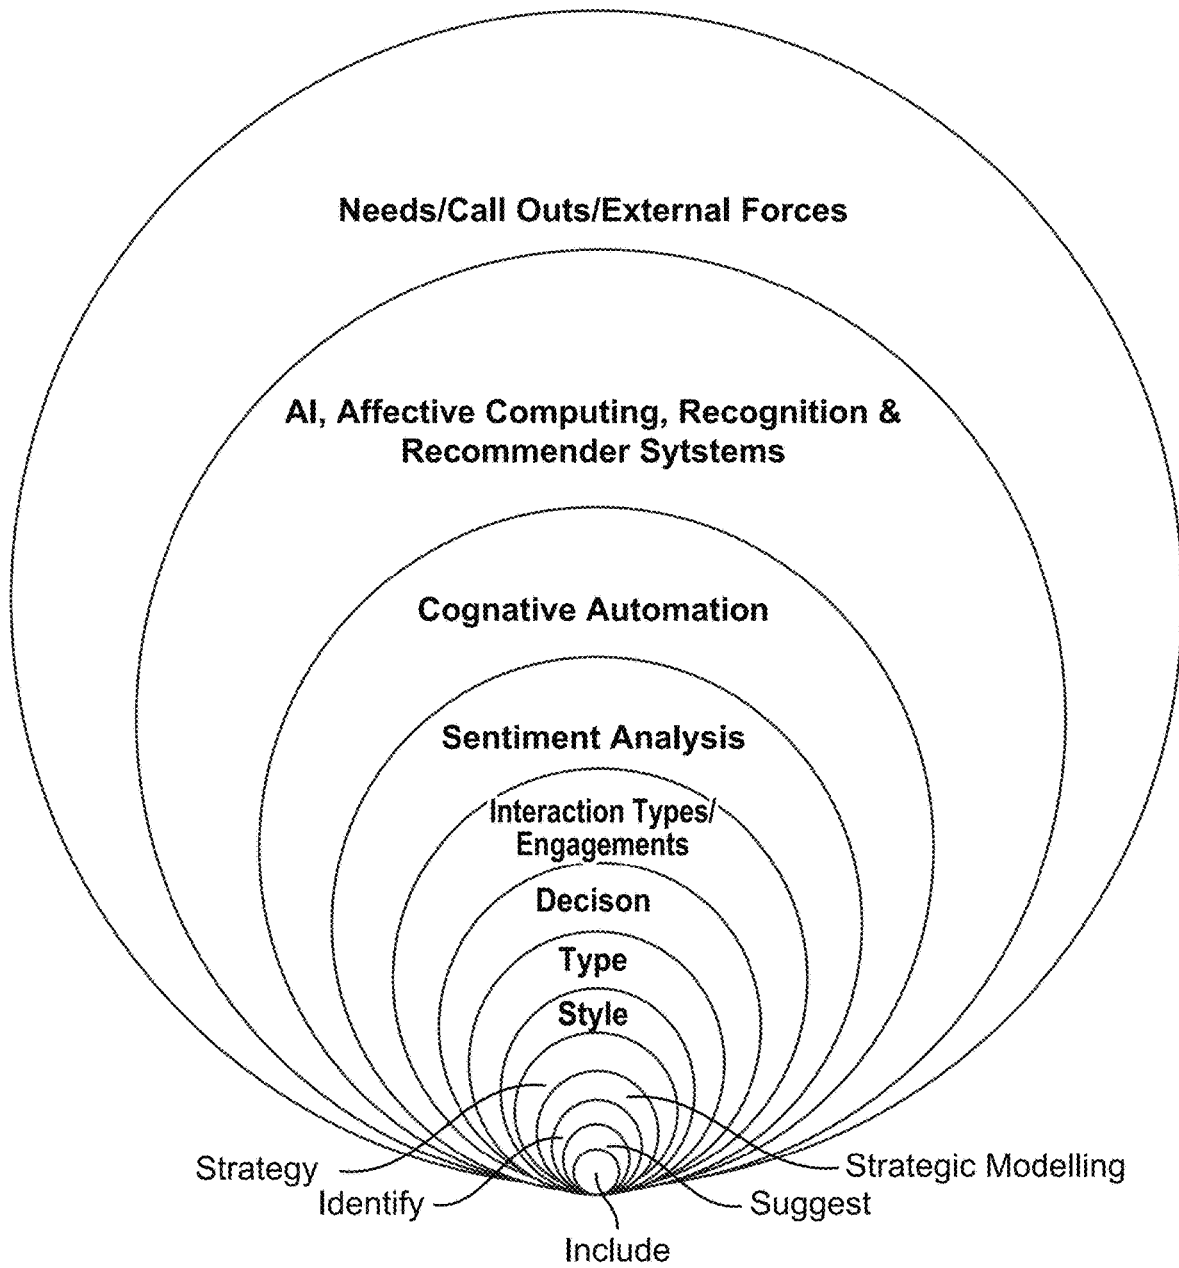 Needs/Call Outs/External Forces
AI, Affective Computing, Recognition &
Recommender Sytstems
Cognative Automation
Sentiment Analysis
Interaction Types/
Engagements
Decison
Type
Style
Strategy
Strategic Modelling
Identify
Suggest
Include